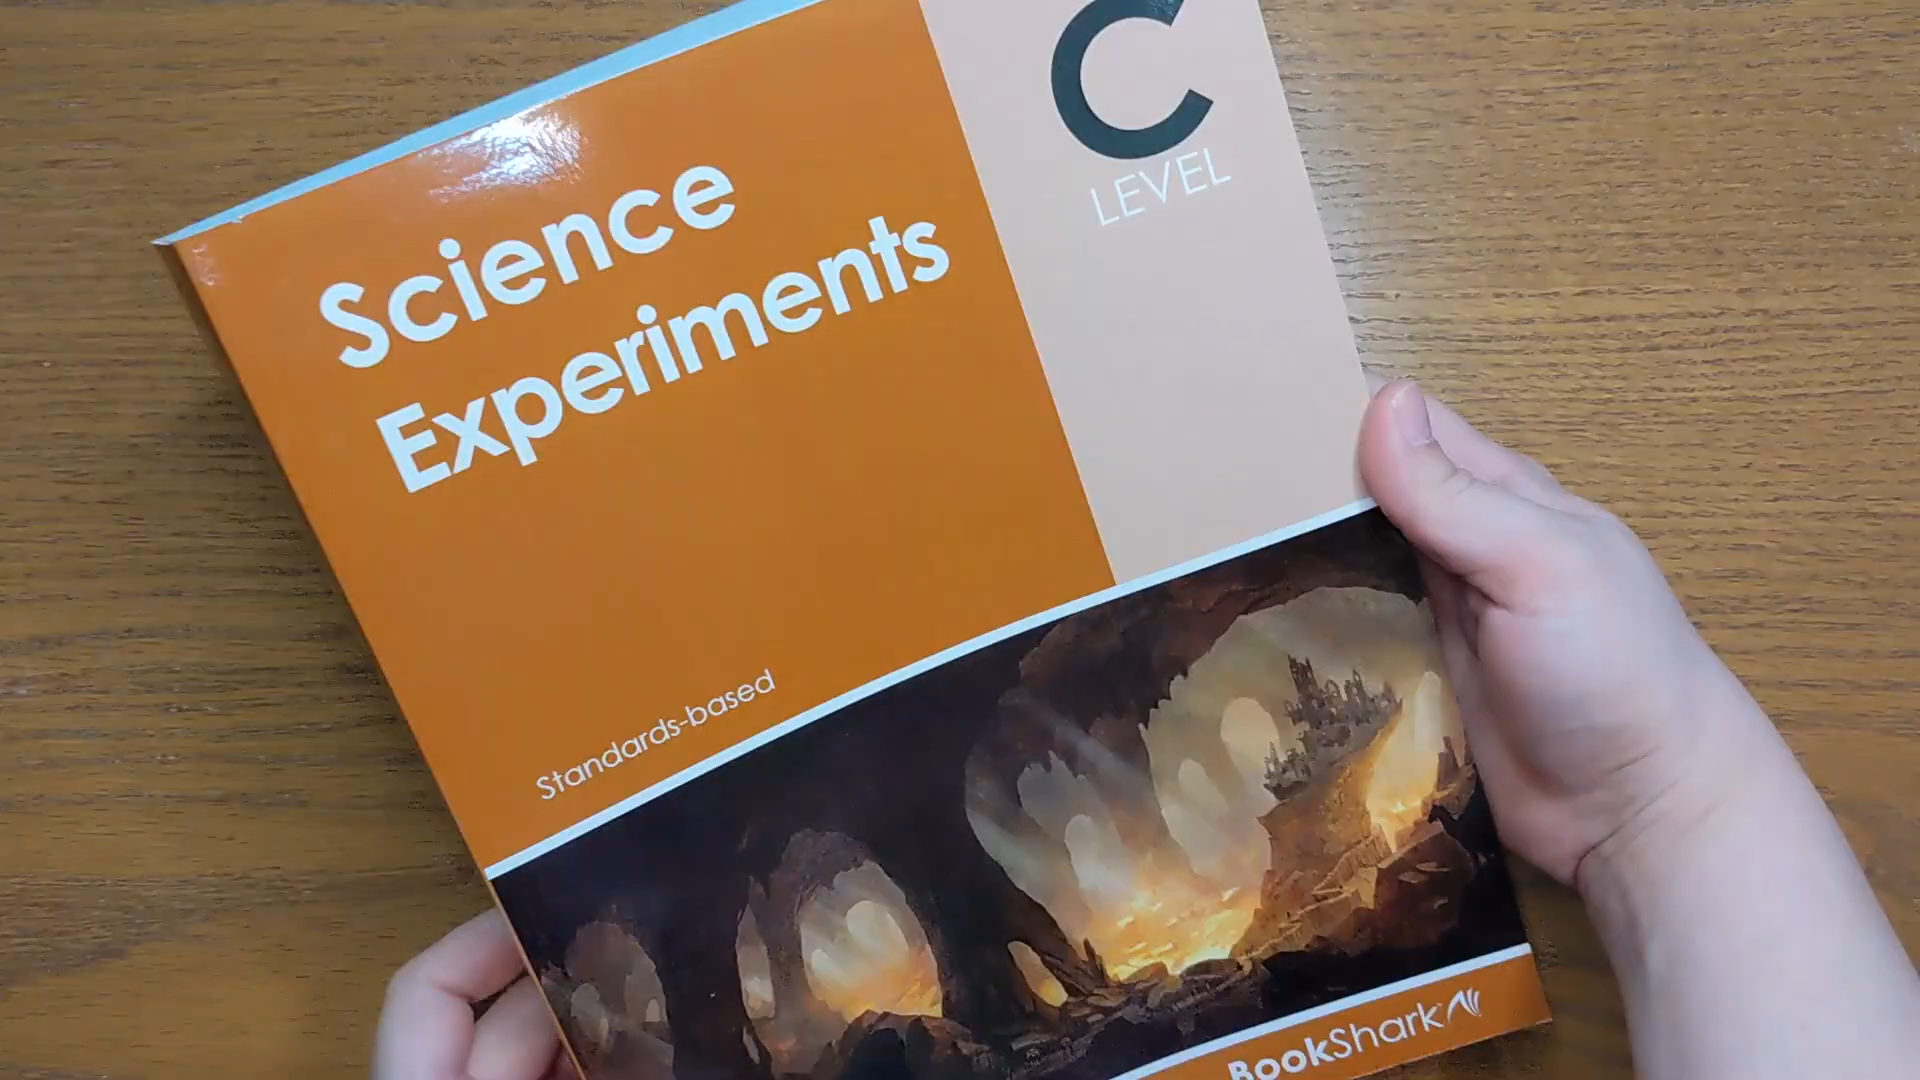 C
LEVEL
Science
Experiments
Standards-based
BookShark